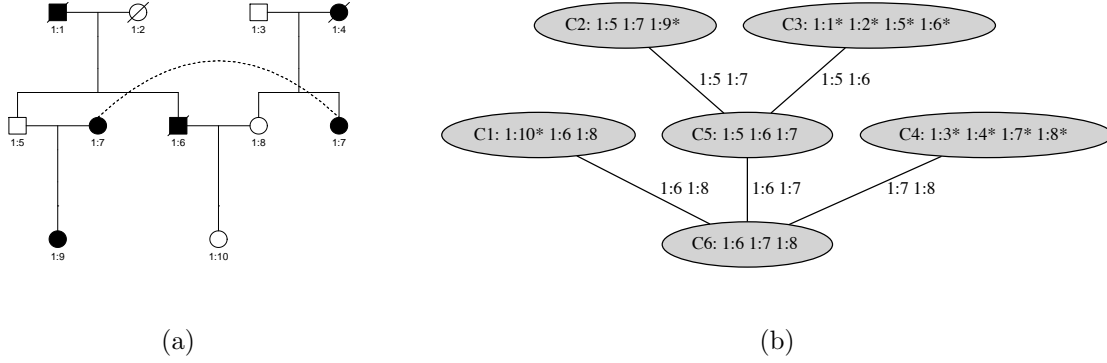 1:1 1:2 1:3 1:4
1:5 1:7 1:6 1:8 1:7
1:9 1:10
(a)
C2: 1:5 1:7 1:9*
C3: 1:1* 1:2* 1:5* 1:6*
1:5 1:7
1:5 1:6
C1: 1:10* 1:6 1:8
C5: 1:5 1:6 1:7
C4: 1:3* 1:4* 1:7* 1:8*
1:6 1:8
1:6 1:7
1:7 1:8
C6: 1:6 1:7 1:8
(b)